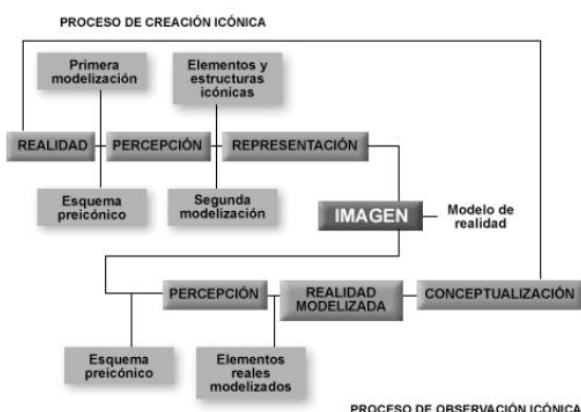 PROCESO DE CREACIÓN ICÓNICA
Primera
modelización
Elementos y
estructuras
icónicas
REALIDAD
PERCEPCIÓN
REPRESENTACIÓN
Esquema
preicónico
Segunda
modelización
IMAGEN
Modelo de
realidad
PERCEPCIÓN
REALIDAD
MODELIZADA
CONCEPTUALIZACIÓN
Esquema
preicónico
Elementos
reales
modelizados
PROCESO DE OBSERVACIÓN ICÓNICA